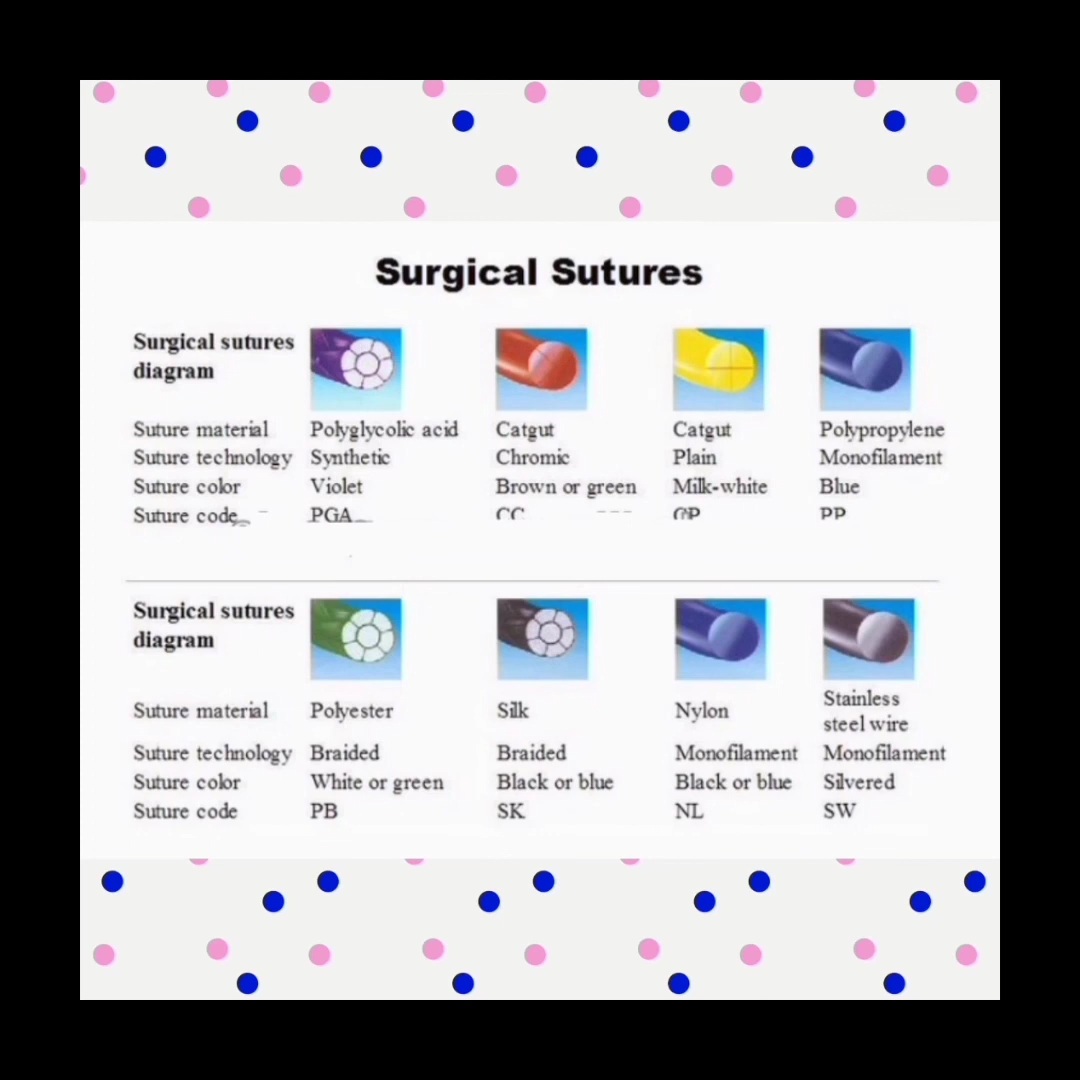 Surgical Sutures
Surgical sutures
diagram
Suture material Polyglycolic acid Catgut Catgut Polypropylene
Suture technology Synthetic Chromic Plain Monofilament
Suture color Violet Brown or green Milk-white Blue
Suture code PGA CC PP
Surgical sutures
diagram
Suture material Polyester Silk Nylon Stainless
steel wire
Suture technology Braided Braided Monofilament Monofilament
Suture color White or green Black or blue Black or blue Silvered
Suture code PB SK NL SW